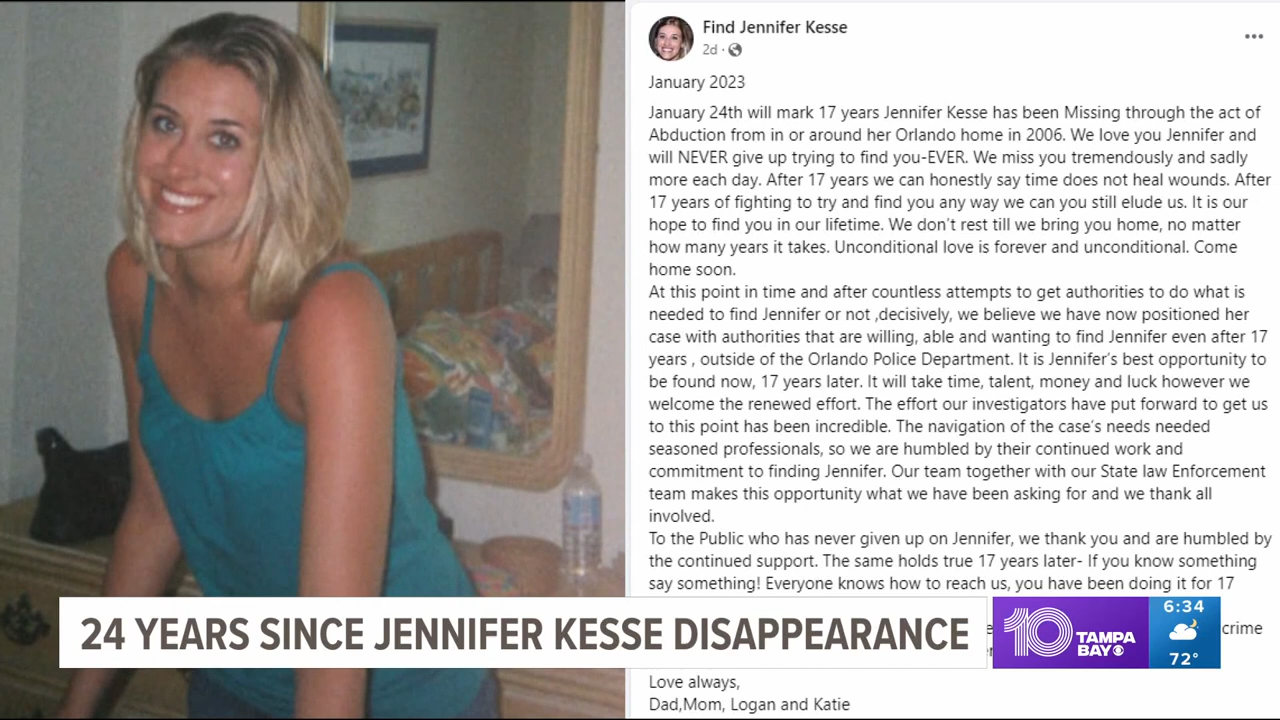 Find Jennifer Kesse
2d
January 2023
January 24th will mark 17 years Jennifer Kesse has been Missing through the act of
Abduction from in or around her Orlando home in 2006. We love you Jennifer and
will NEVER give up trying to find you-EVER. We miss you tremendously and sadly
more each day. After 17 years we can honestly say time does not heal wounds. After
17 years of fighting to try and find you any way we can you still elude us. It is our
hope to find you in our lifetime. We don't rest till we bring you home, no matter
how many years it takes. Unconditional love is forever and unconditional. Come
home soon.
At this point in time and after countless attempts to get authorities to do what is
needed to find Jennifer or not ,decisively, we believe we have now positioned her
case with authorities that are willing, able and wanting to find Jennifer even after 17
years , outside of the Orlando Police Department. It is Jennifer's best opportunity to
be found now, 17 years later. It will take time, talent, money and luck however we
welcome the renewed effort. The effort our investigators have put forward to get us
to this point has been incredible. The navigation of the case's needs needed
seasoned professionals, so we are humbled by their continued work and
commitment to finding Jennifer. Our team together with our State law Enforcement
team makes this opportunity what we have been asking for and we thank all
involved.
To the Public who has never given up on Jennifer, we thank you and are humbled by
the continued support. The same holds true 17 years later- If you know something
say something! Everyone knows how to reach us, you have been doing it for 17
crime
24 YEARS SINCE JENNIFER KESSE DISAPPEARANCE
10 TAMPA BAY
6:34
72°
Love always,
Dad,Mom, Logan and Katie